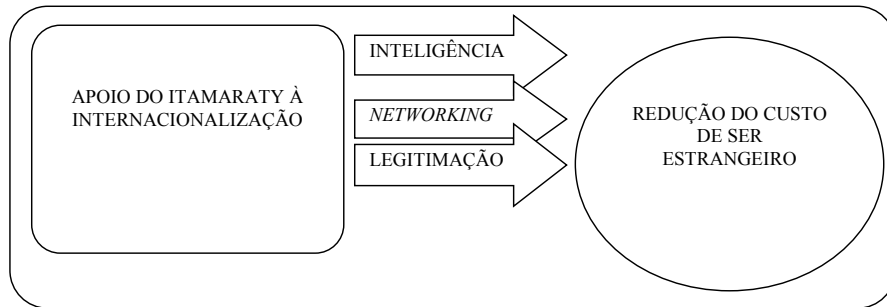 APOIO DO ITAMARATY À
INTERNACIONALIZAÇÃO
INTELIGÊNCIA
NETWORKING
LEGITIMAÇÃO
REDUÇÃO DO CUSTO
DE SER
ESTRANGEIRO